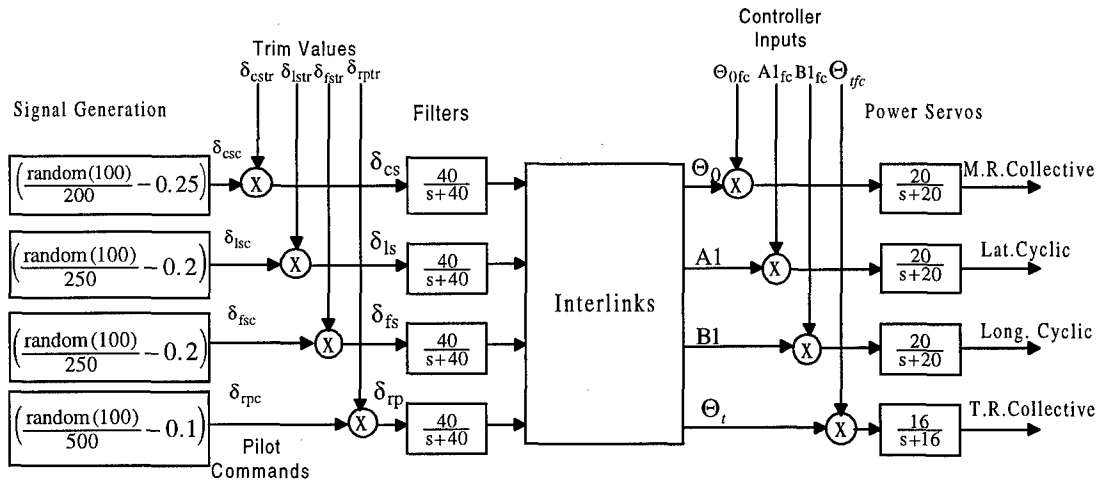 Controller
Inputs
Trim Values
δcstr δlstr δfstr δrptr
Θ0fc A1fc B1fc Θtfc
Signal Generation
Filters
Power Servos
(random(100)/200 − 0.25)
δcsc
X
δcs
40/(s+40)
Θ0
X
20/(s+20)
M.R.Collective
(random(100)/250 − 0.2)
δlsc
X
δls
40/(s+40)
A1
X
20/(s+20)
Lat.Cyclic
Interlinks
(random(100)/250 − 0.2)
δfsc
X
δfs
40/(s+40)
B1
X
20/(s+20)
Long. Cyclic
(random(100)/500 − 0.1)
δrpc
X
δrp
40/(s+40)
Θt
X
16/(s+16)
T.R.Collective
Pilot
Commands